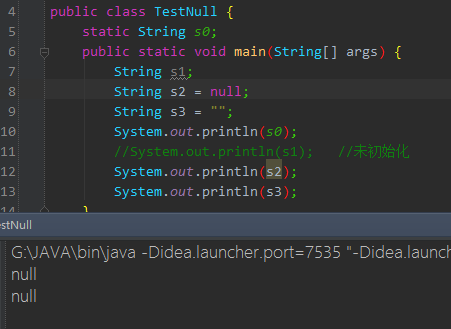 4 public class TestNull {
5 static String s0;
6 public static void main(String[] args) {
7 String s1;
8 String s2 = null;
9 String s3 = "";
10 System.out.println(s0);
11 //System.out.println(s1); //未初始化
12 System.out.println(s2);
13 System.out.println(s3);
14 }
estNull
G:\JAVA\bin\java -Didea.launcher.port=7535 "-Didea.launch
null
null